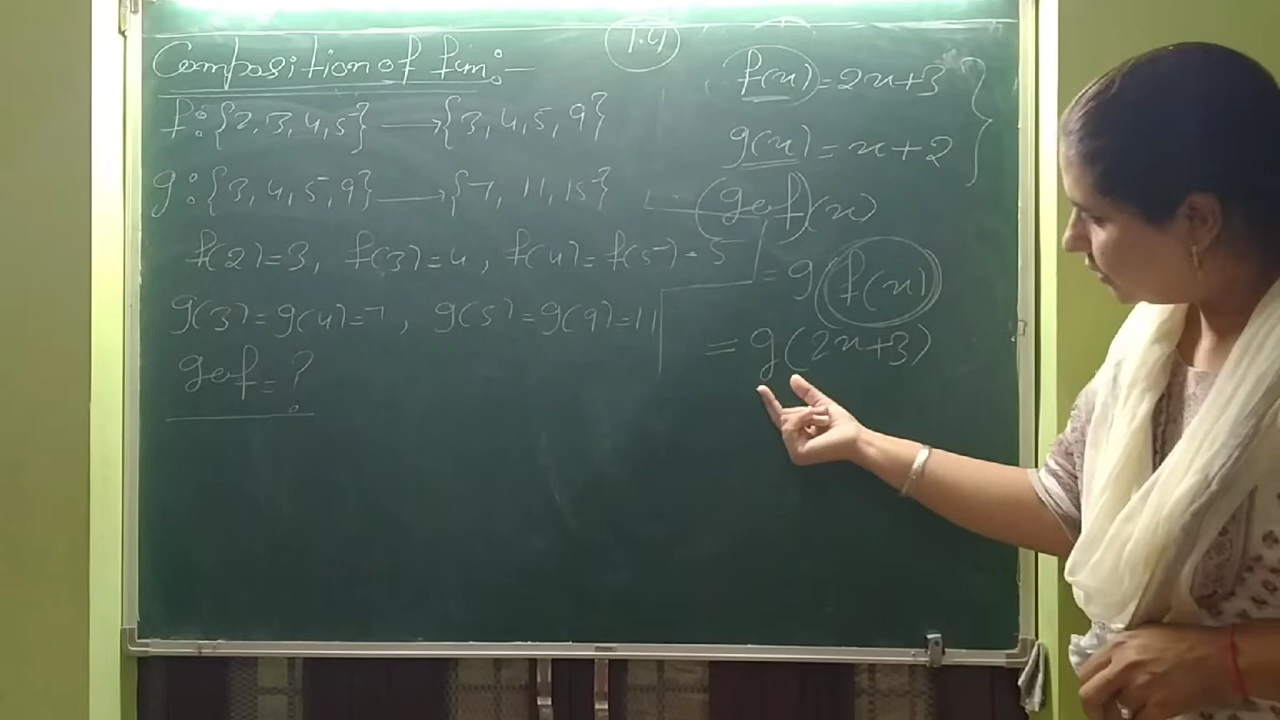 Composition of fun:-
f:{2,3,4,5} → {3,4,5,9}
g:{3,4,5,9} → {7,11,15}
f(2)=3, f(3)=4, f(4)=f(5)=5
g(3)=g(4)=7, g(5)=g(9)=11
gof=?
1.4
f(x)=2x+3
g(x)=x+2
gof(x)
=g(f(x))
=g(2x+3)